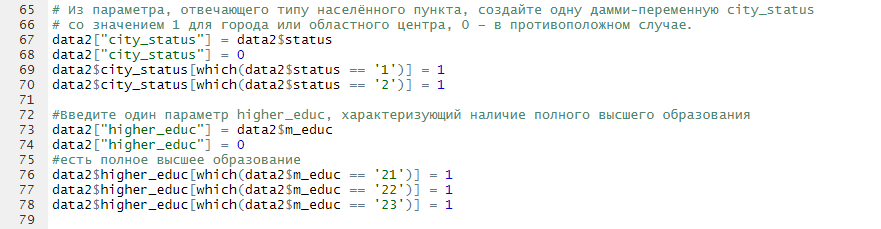 65 # Из параметра, отвечающего типу населённого пункта, создайте одну дамми-переменную city_status
66 # со значением 1 для города или областного центра, 0 – в противоположном случае.
67 data2["city_status"] = data2$status
68 data2["city_status"] = 0
69 data2$city_status[which(data2$status == '1')] = 1
70 data2$city_status[which(data2$status == '2')] = 1
71
72 #Введите один параметр higher_educ, характеризующий наличие полного высшего образования
73 data2["higher_educ"] = data2$m_educ
74 data2["higher_educ"] = 0
75 #есть полное высшее образование
76 data2$higher_educ[which(data2$m_educ == '21')] = 1
77 data2$higher_educ[which(data2$m_educ == '22')] = 1
78 data2$higher_educ[which(data2$m_educ == '23')] = 1
79